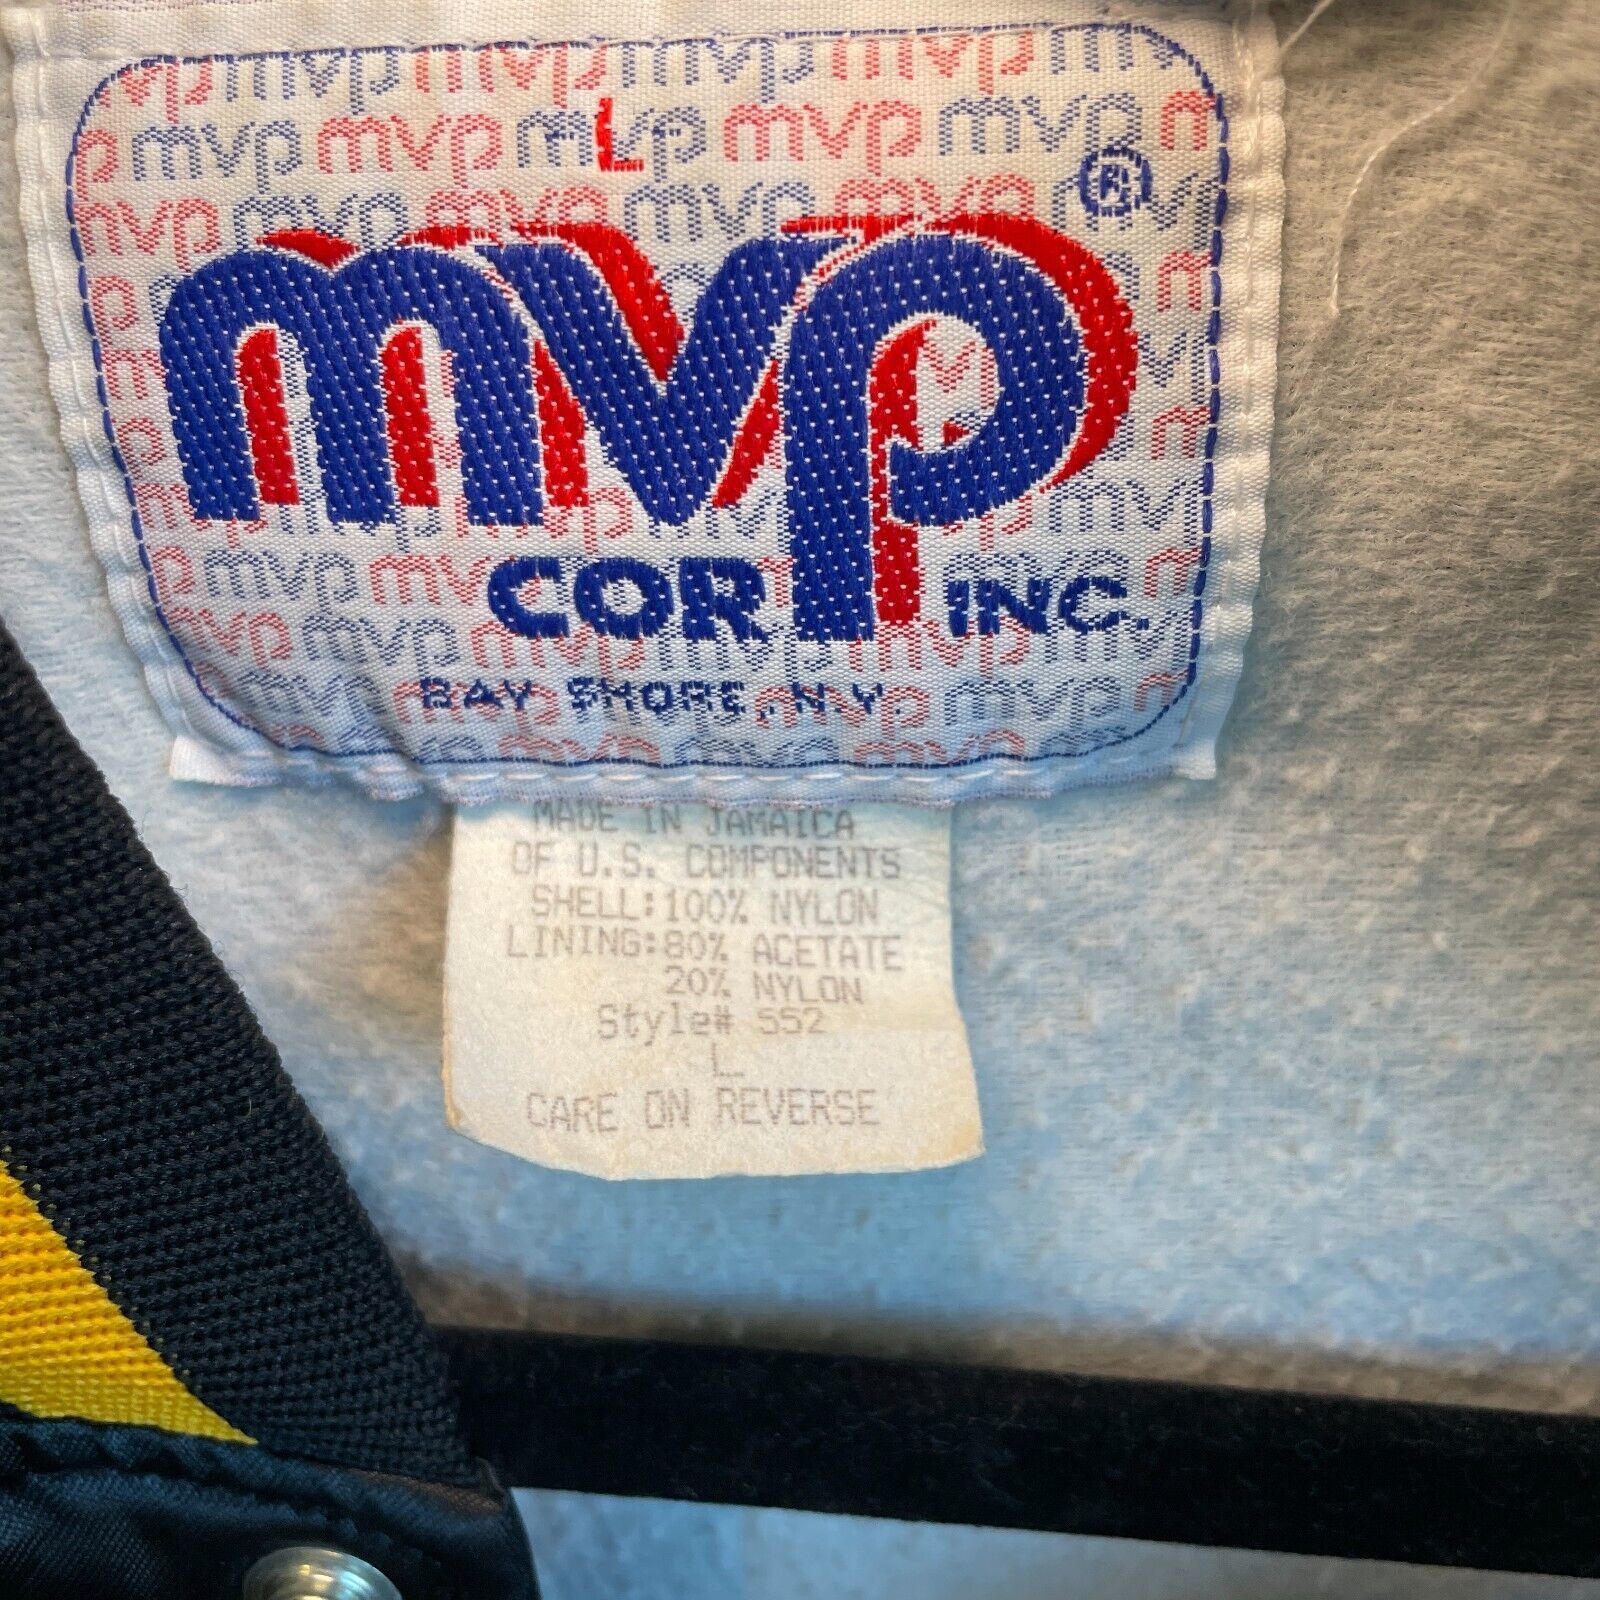 L
mvp ®
CORP INC.
BAY SHORE, N.Y.
MADE IN JAMAICA
OF U.S. COMPONENTS
SHELL:100% NYLON
LINING:80% ACETATE
20% NYLON
Style# 552
L
CARE ON REVERSE